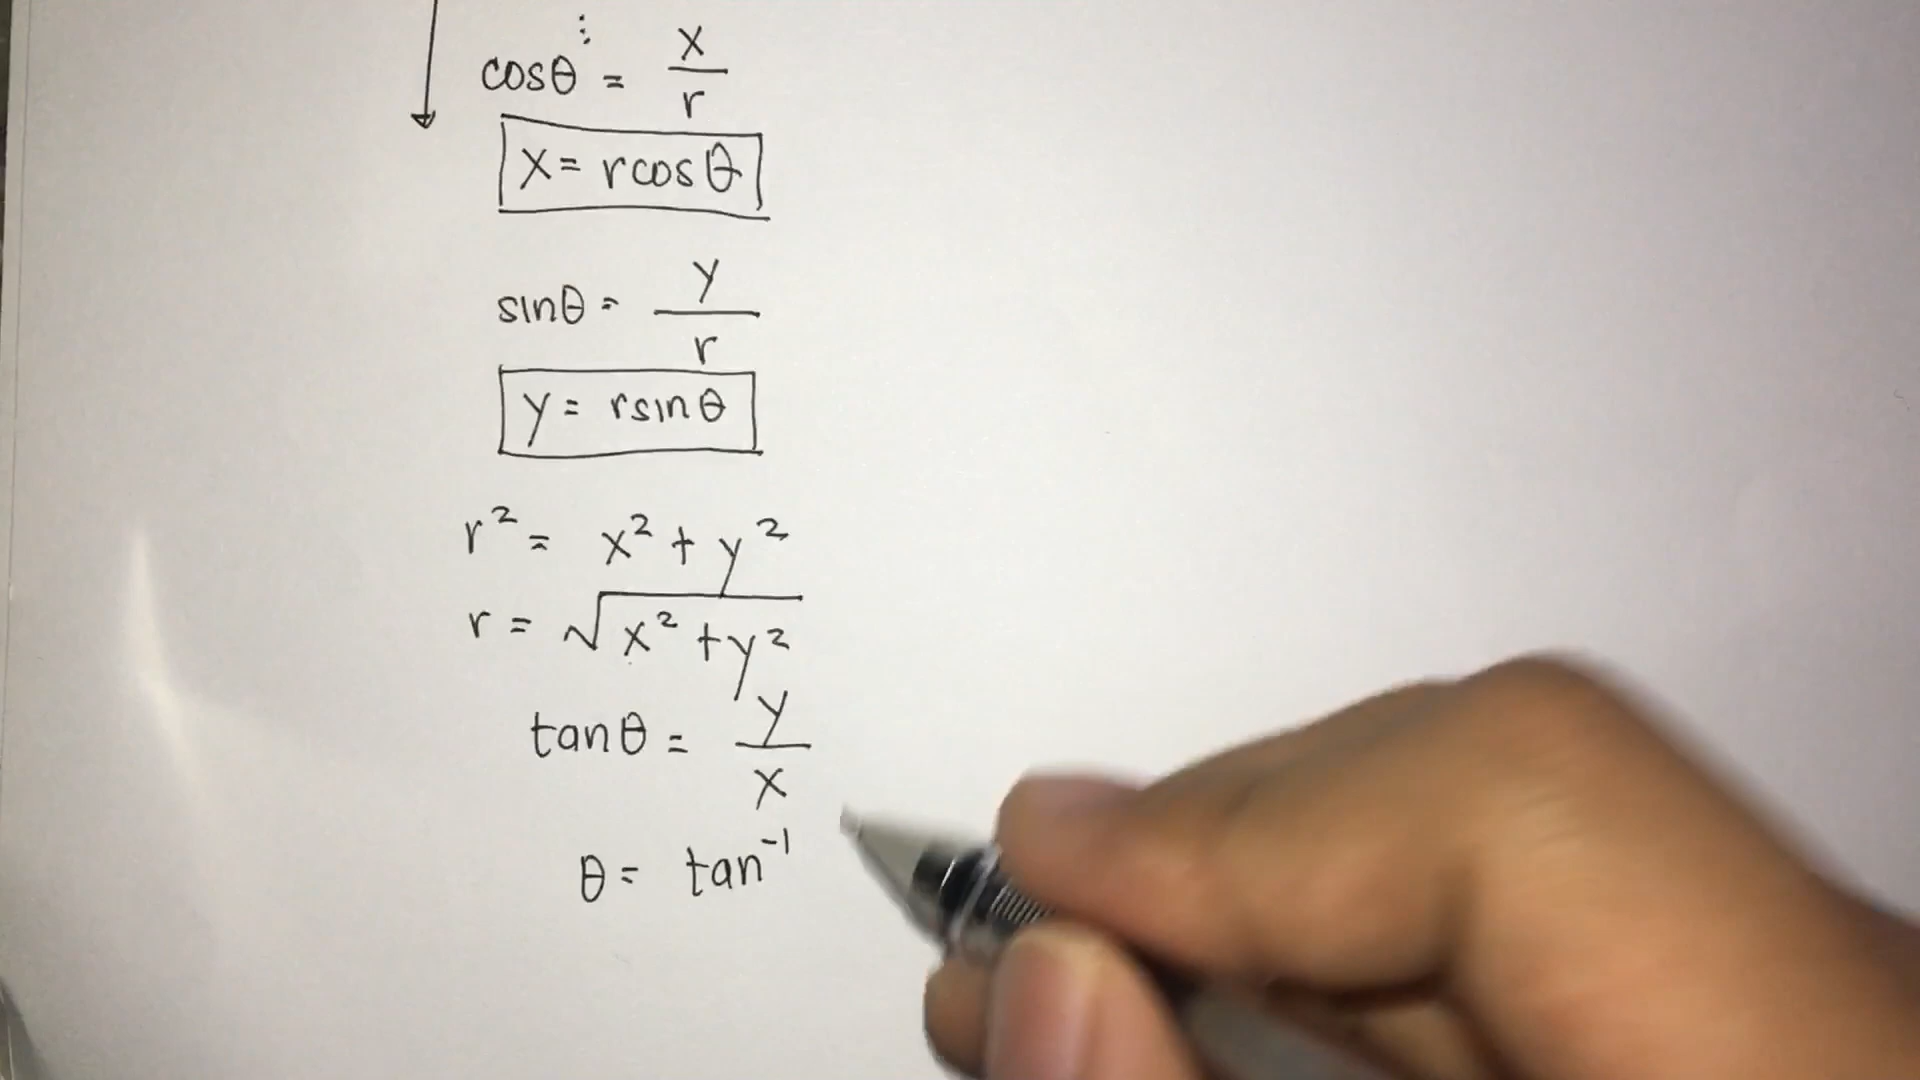 cosθ = x/r
x = rcosθ
sinθ = y/r
y = rsinθ
r² = x² + y²
r = √x² + y²
tanθ = y/x
θ = tan⁻¹